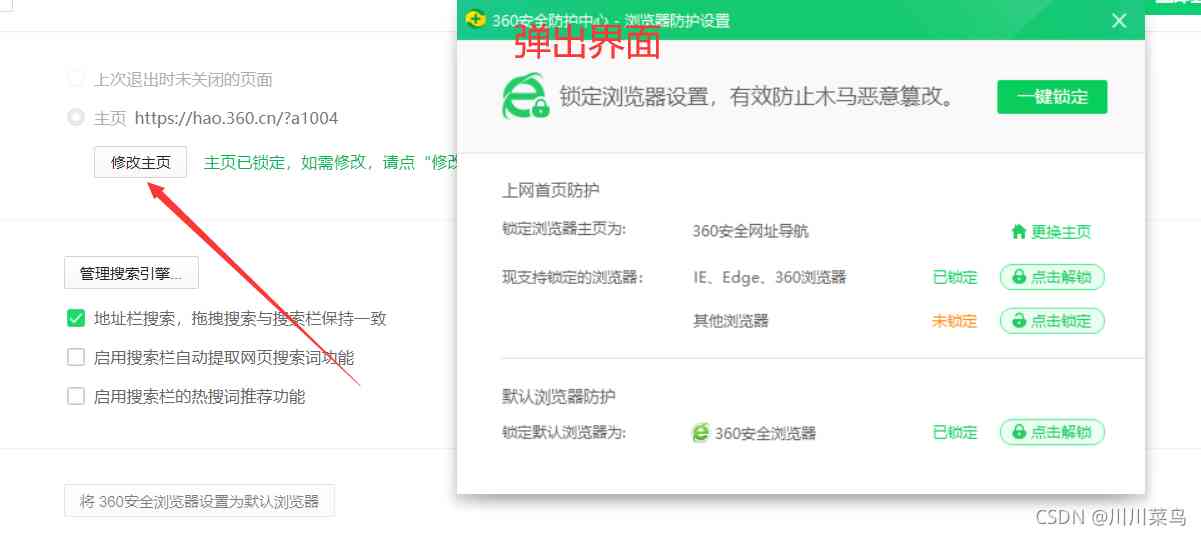 上次退出时未关闭的页面
主页 https://hao.360.cn/?a1004
修改主页 主页已锁定，如需修改，请点“修改
管理搜索引擎...
地址栏搜索，拖拽搜索与搜索栏保持一致
启用搜索栏自动提取网页搜索词功能
启用搜索栏的热搜词推荐功能
将 360安全浏览器设置为默认浏览器
360安全防护中心 - 浏览器防护设置
弹出界面
锁定浏览器设置，有效防止木马恶意篡改。 一键锁定
上网首页防护
锁定浏览器主页为： 360安全网址导航 更换主页
现支持锁定的浏览器： IE、Edge、360浏览器 已锁定 点击解锁
其他浏览器 未锁定 点击锁定
默认浏览器防护
锁定默认浏览器为： 360安全浏览器 已锁定 点击解锁
CSDN @川川菜鸟